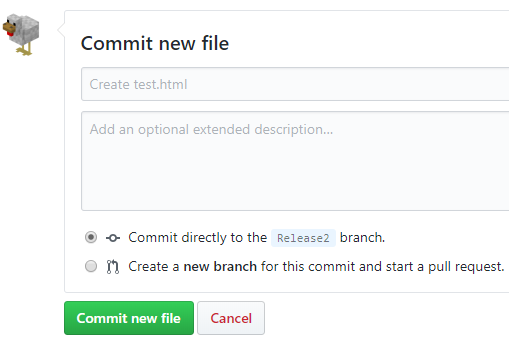 Commit new file
Create test.html
Add an optional extended description...
Commit directly to the Release2 branch.
Create a new branch for this commit and start a pull request.
Commit new file
Cancel